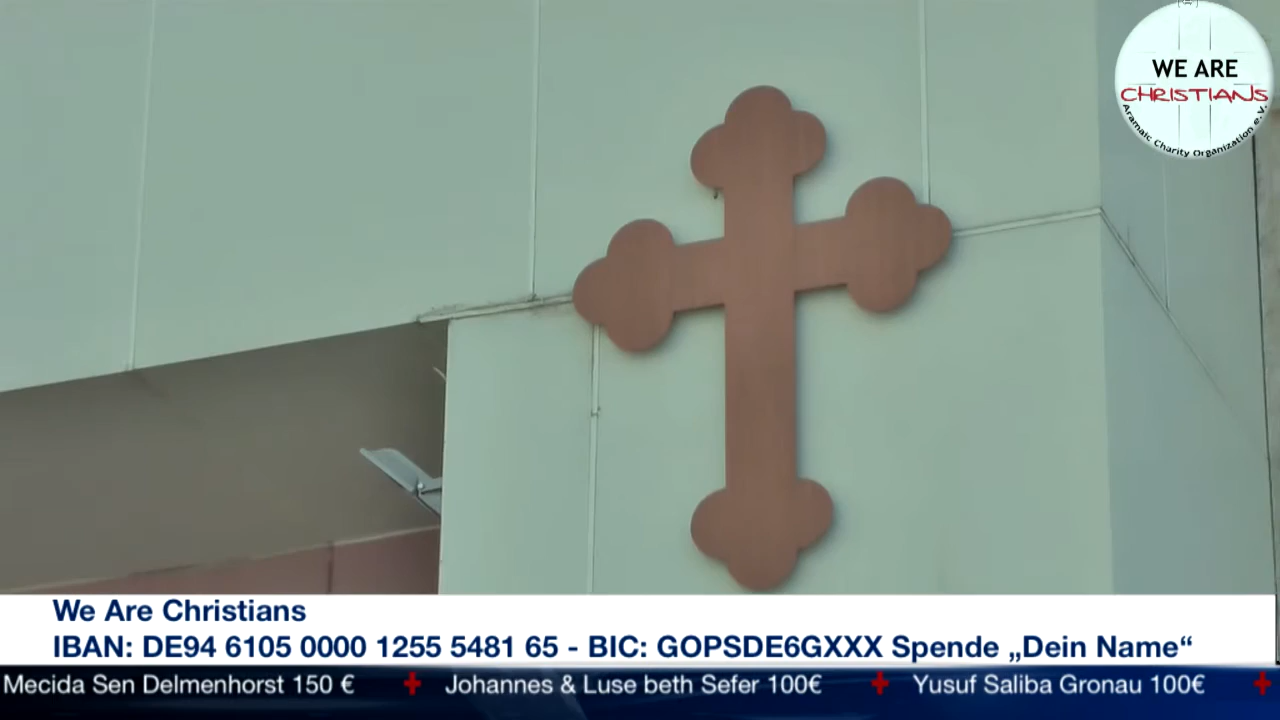 WE ARE
CHRISTIANS
Aramaic Charity Organization e.V.
We Are Christians
IBAN: DE94 6105 0000 1255 5481 65 - BIC: GOPSDE6GXXX Spende „Dein Name“
Mecida Sen Delmenhorst 150 € Johannes & Luse beth Sefer 100€ Yusuf Saliba Gronau 100€